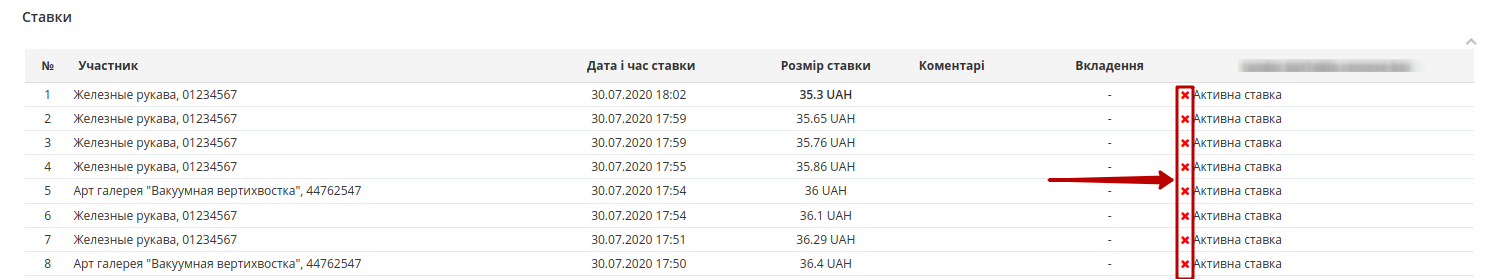 Ставки
№ Участник Дата і час ставки Розмір ставки Коментарі Вкладення
1 Железные рукава, 01234567 30.07.2020 18:02 35.3 UAH - Активна ставка
2 Железные рукава, 01234567 30.07.2020 17:59 35.65 UAH - Активна ставка
3 Железные рукава, 01234567 30.07.2020 17:59 35.76 UAH - Активна ставка
4 Железные рукава, 01234567 30.07.2020 17:55 35.86 UAH - Активна ставка
5 Арт галерея "Вакуумная вертихвостка", 44762547 30.07.2020 17:54 36 UAH - Активна ставка
6 Железные рукава, 01234567 30.07.2020 17:54 36.1 UAH - Активна ставка
7 Железные рукава, 01234567 30.07.2020 17:51 36.29 UAH - Активна ставка
8 Арт галерея "Вакуумная вертихвостка", 44762547 30.07.2020 17:50 36.4 UAH - Активна ставка